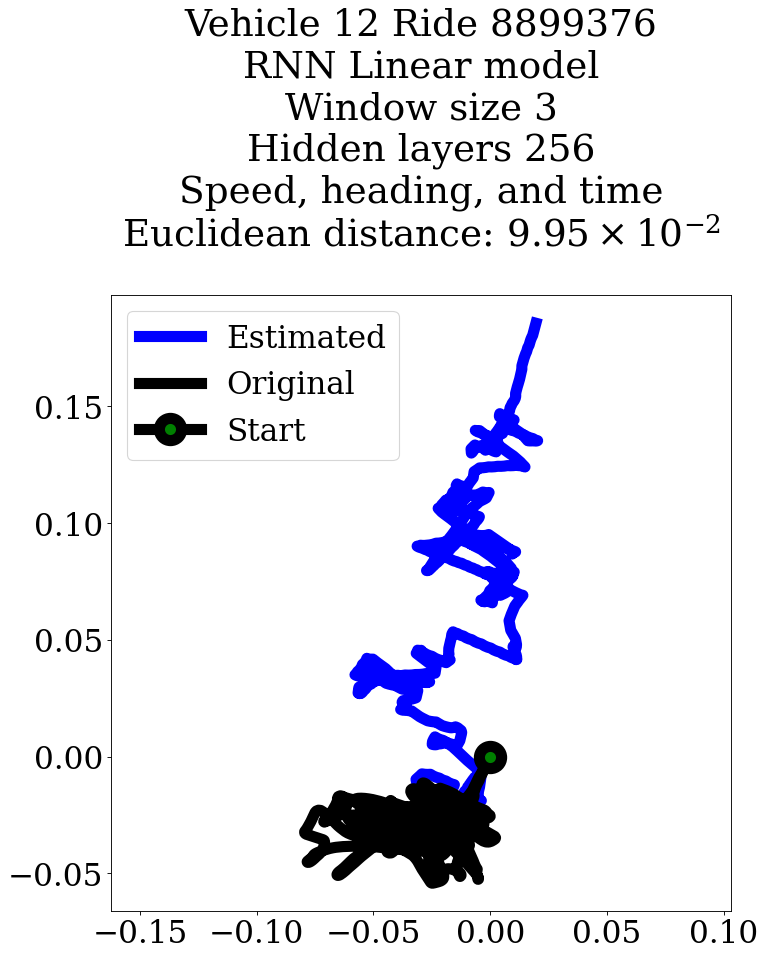 Vehicle 12 Ride 8899376
RNN Linear model
Window size 3
Hidden layers 256
Speed, heading, and time
Euclidean distance: 9.95 × 10⁻²
Estimated
Original
Start
0.15
0.10
0.05
0.00
−0.05
−0.15 −0.10 −0.05 0.00 0.05 0.10